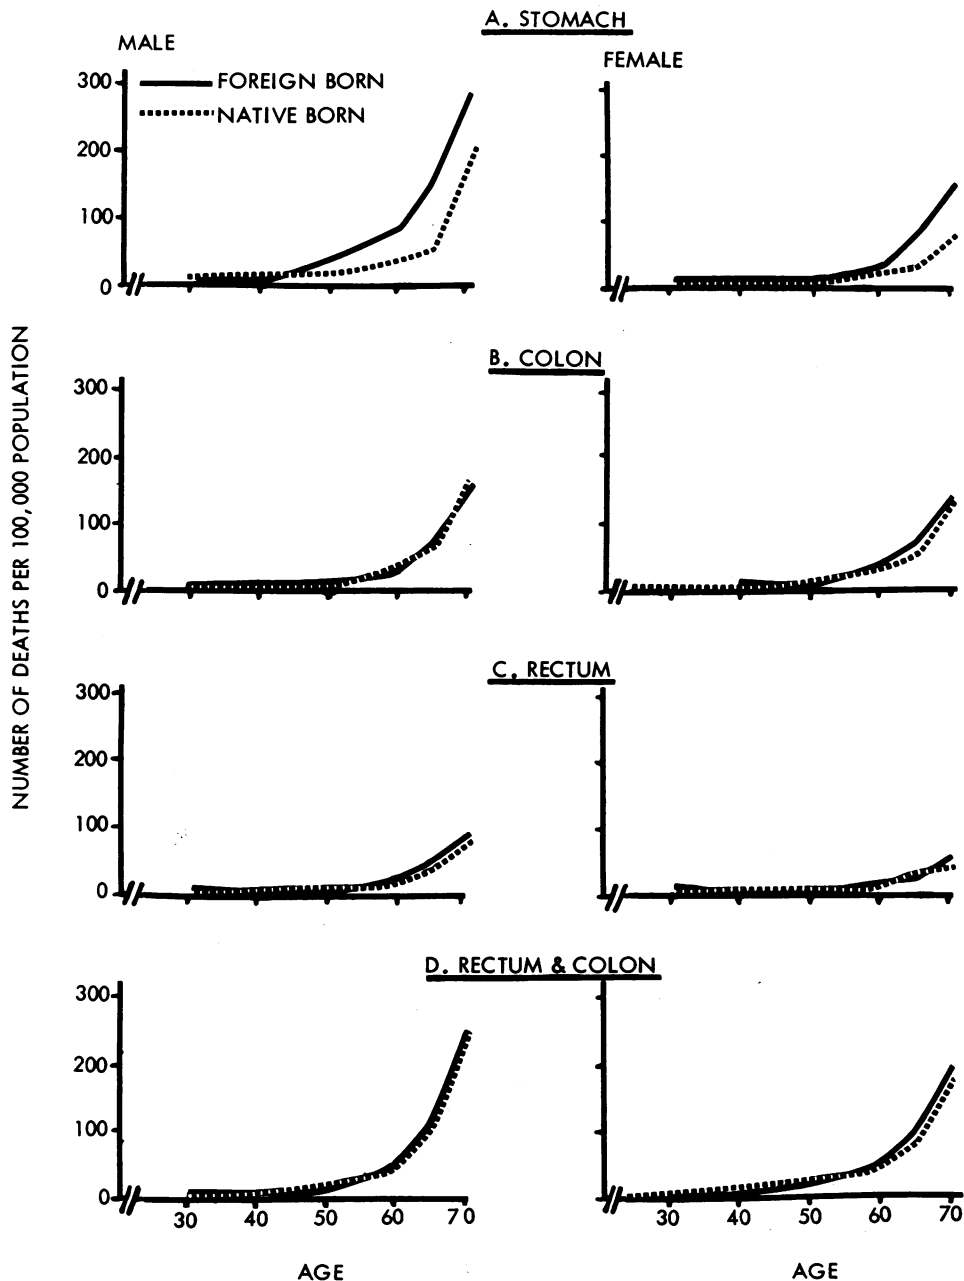 A. STOMACH
MALE
FEMALE
FOREIGN BORN
NATIVE BORN
300
200
100
0
B. COLON
300
200
100
0
NUMBER OF DEATHS PER 100,000 POPULATION
C. RECTUM
300
200
100
0
D. RECTUM & COLON
300
200
100
0
30 40 50 60 70
30 40 50 60 70
AGE
AGE